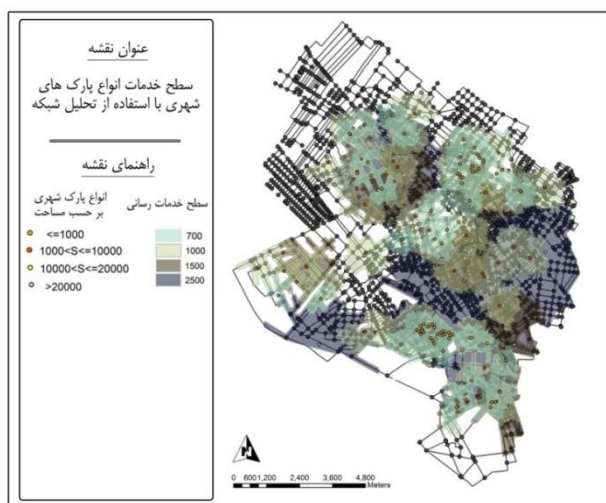 عنوان نقشه
سطح خدمات انواع پارک های
شهری با استفاده از تحلیل شبکه
راهنمای نقشه
انواع پارک شهری
بر حسب مساحت
<=1000
1000<S<=10000
10000<S<=20000
>20000
سطح خدمات رسانی
700
1000
1500
2500
N
0 600 1,200 2,400 3,600 4,800
Meters